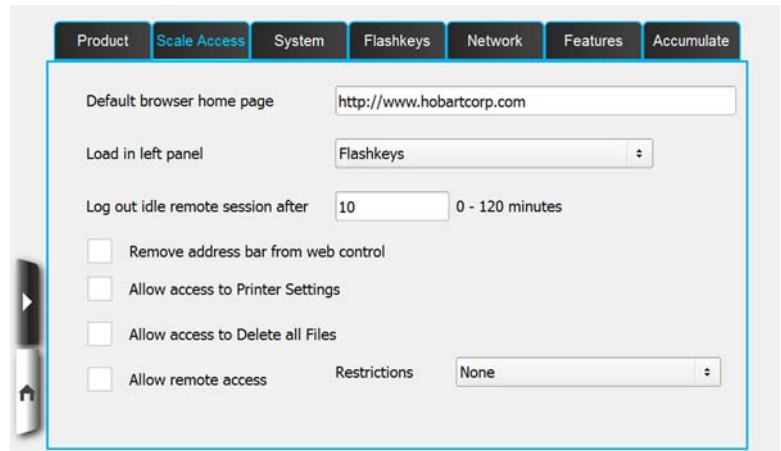 Product Scale Access System Flashkeys Network Features Accumulate
Default browser home page http://www.hobartcorp.com
Load in left panel Flashkeys
Log out idle remote session after 10 0 - 120 minutes
Remove address bar from web control
Allow access to Printer Settings
Allow access to Delete all Files
Allow remote access Restrictions None